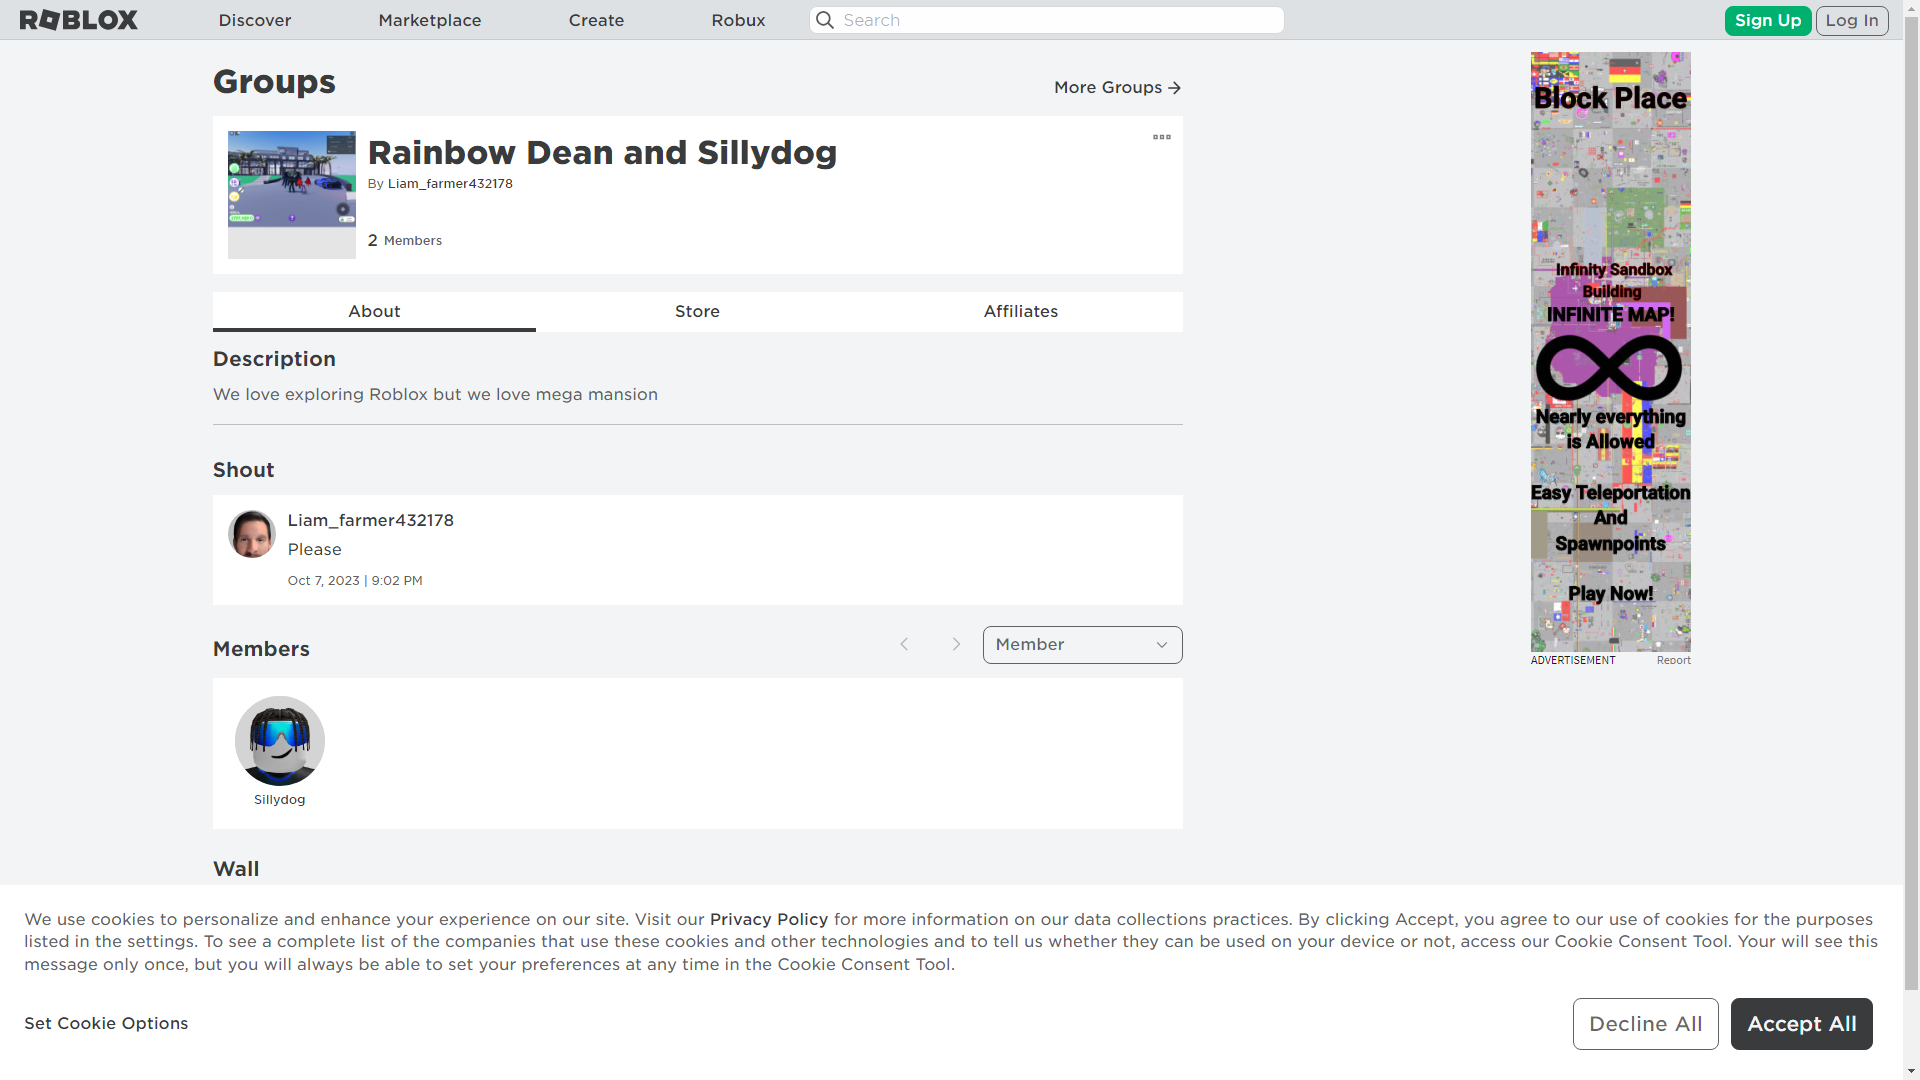 ROBLOX
Discover
Marketplace
Create
Robux
Search
Sign Up
Log In
Groups
More Groups
Rainbow Dean and Sillydog
By Liam_farmer432178
2 Members
About
Store
Affiliates
Description
We love exploring Roblox but we love mega mansion
Shout
Liam_farmer432178
Please
Oct 7, 2023 | 9:02 PM
Members
Member
Sillydog
Wall
Block Place
Infinity Sandbox
Building
INFINITE MAP!
Nearly everything
is Allowed
Easy Teleportation
And
Spawnpoints
Play Now!
ADVERTISEMENT
Report
We use cookies to personalize and enhance your experience on our site. Visit our Privacy Policy for more information on our data collections practices. By clicking Accept, you agree to our use of cookies for the purposes
listed in the settings. To see a complete list of the companies that use these cookies and other technologies and to tell us whether they can be used on your device or not, access our Cookie Consent Tool. Your will see this
message only once, but you will always be able to set your preferences at any time in the Cookie Consent Tool.
Set Cookie Options
Decline All
Accept All